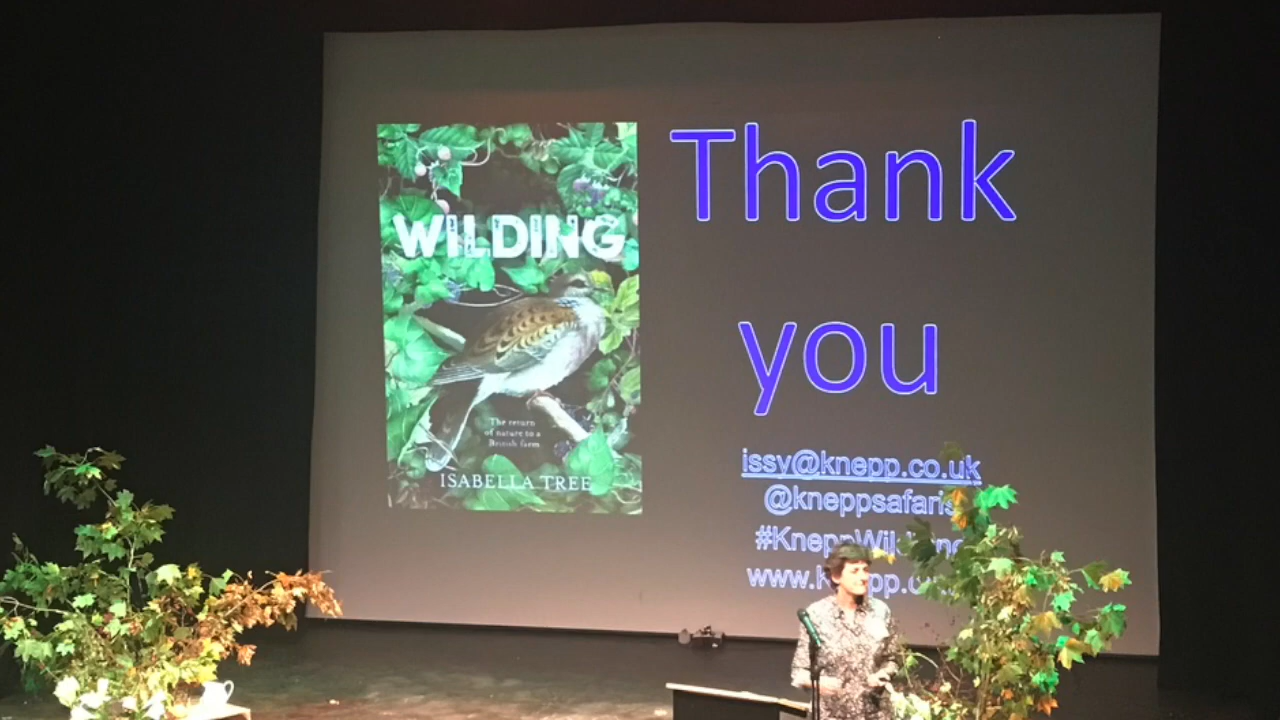 WILDING
The return
of nature to a
British farm
ISABELLA TREE
Thank
you
issy@knepp.co.uk
@kneppsafaris